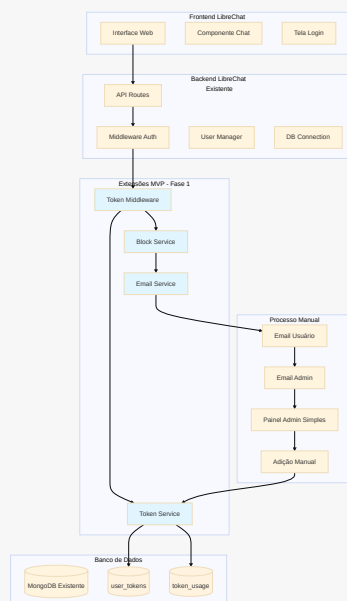 Frontend LibreChat
Interface Web
Componente Chat
Tela Login
Backend LibreChat
Existente
API Routes
Middleware Auth
User Manager
DB Connection
Extensões MVP - Fase 1
Token Middleware
Block Service
Email Service
Processo Manual
Email Usuário
Email Admin
Painel Admin Simples
Adição Manual
Token Service
Banco de Dados
MongoDB Existente
user_tokens
token_usage